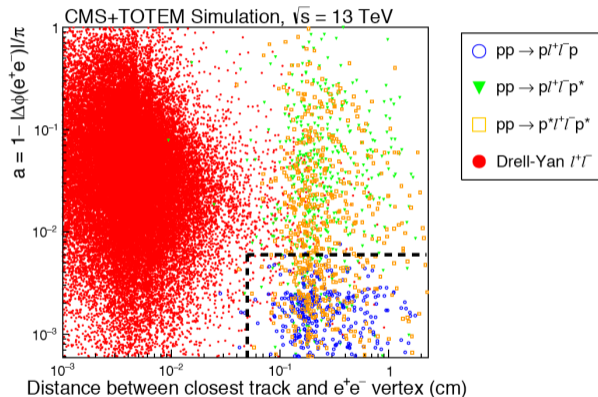 CMS+TOTEM Simulation, √s = 13 TeV
a = 1- |Δϕ(e⁺e⁻)|/π
1
10⁻¹
10⁻²
10⁻³
10⁻³ 10⁻² 10⁻¹ 1
Distance between closest track and e⁺e⁻ vertex (cm)
pp → pl⁺l⁻p
pp → pl⁺l⁻p*
pp → p*l⁺l⁻p*
Drell-Yan l⁺l⁻